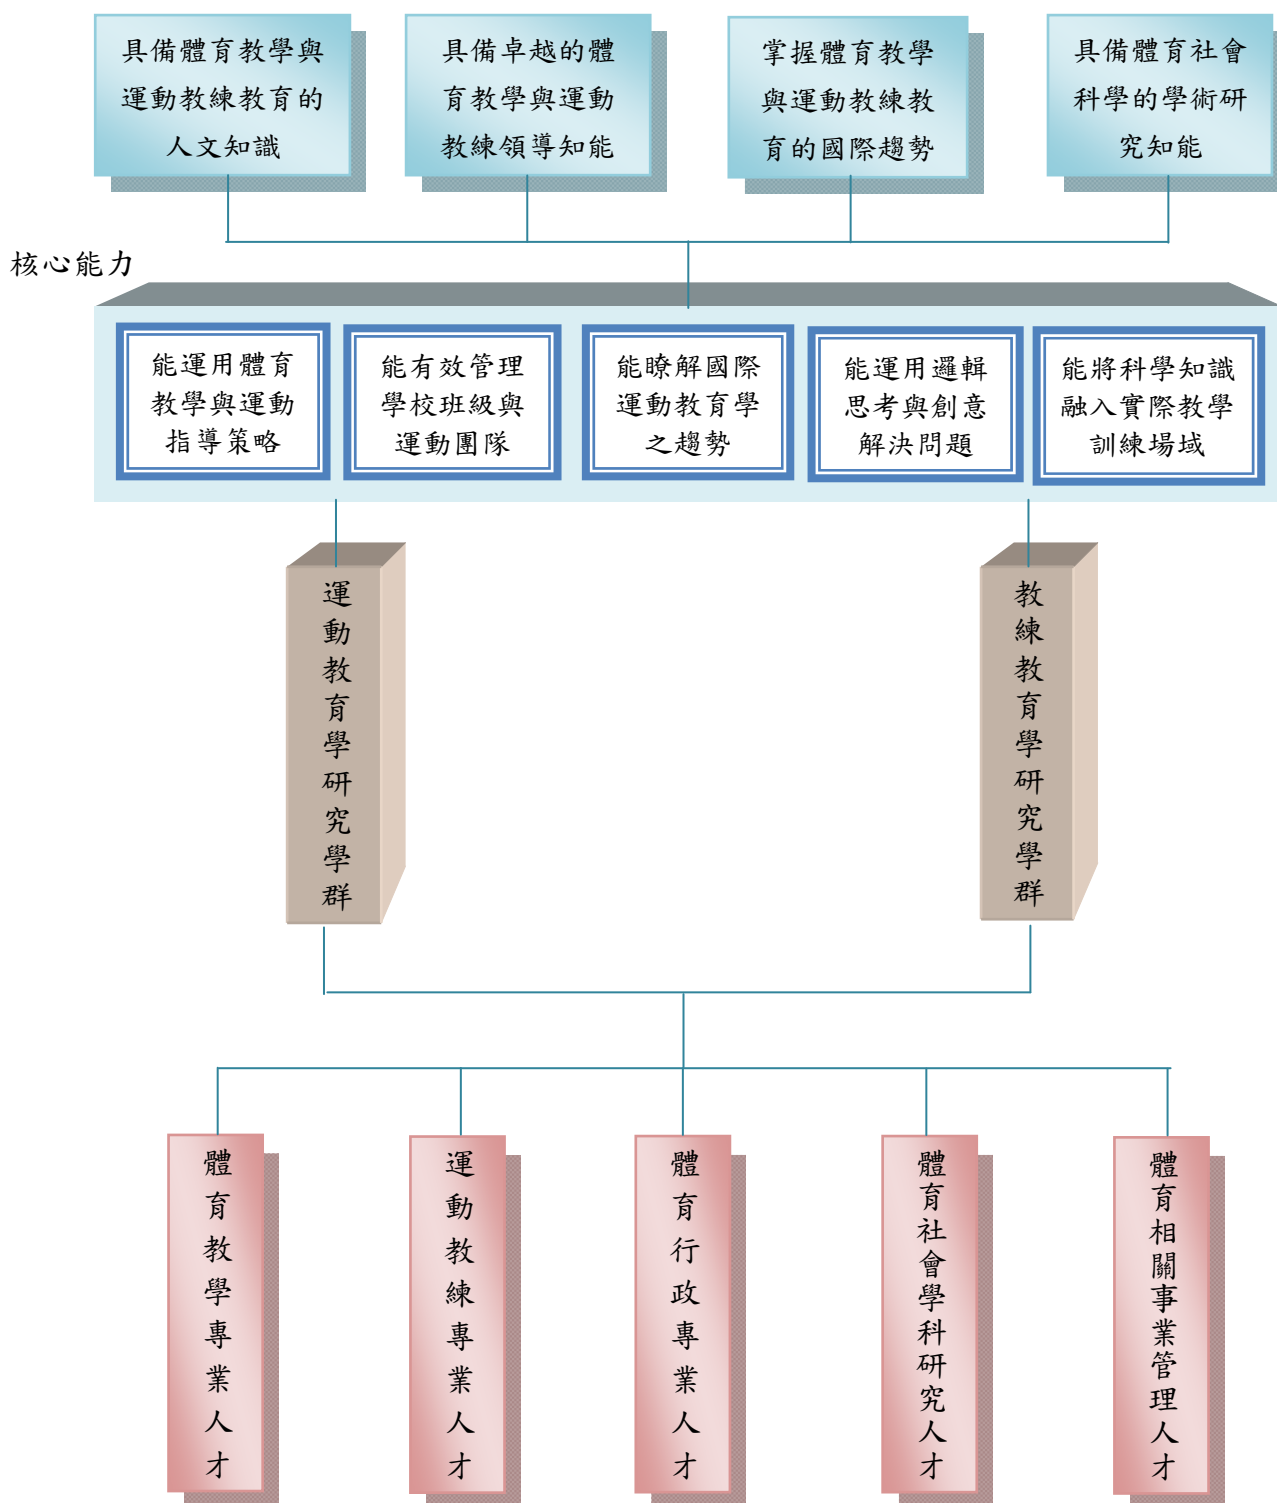 具備體育教學與
運動教練教育的
人文知識
具備卓越的體
育教學與運動
教練領導知能
掌握體育教學
與運動教練教
育的國際趨勢
具備體育社會
科學的學術研
究知能
核心能力
能運用體育
教學與運動
指導策略
能有效管理
學校班級與
運動團隊
能瞭解國際
運動教育學
之趨勢
能運用邏輯
思考與創意
解決問題
能將科學知識
融入實際教學
訓練場域
運動教育學研究學群
教練教育學研究學群
體育教學專業人才
運動教練專業人才
體育行政專業人才
體育社會學科研究人才
體育相關事業管理人才